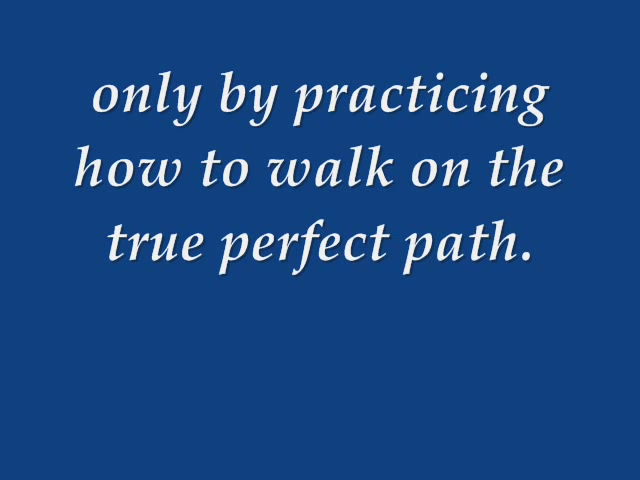 only by practicing
how to walk on the
true perfect path.